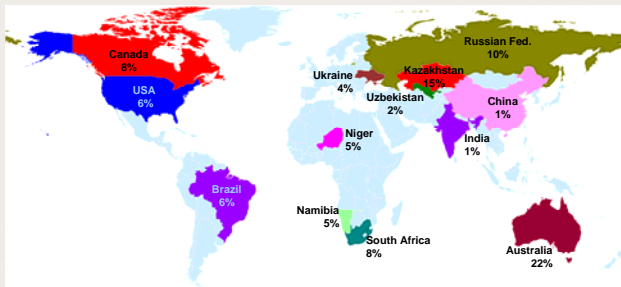 Canada
8%
USA
6%
Brazil
6%
Ukraine
4%
Uzbekistan
2%
Russian Fed.
10%
Kazakhstan
15%
China
1%
India
1%
Niger
5%
Namibia
5%
South Africa
8%
Australia
22%